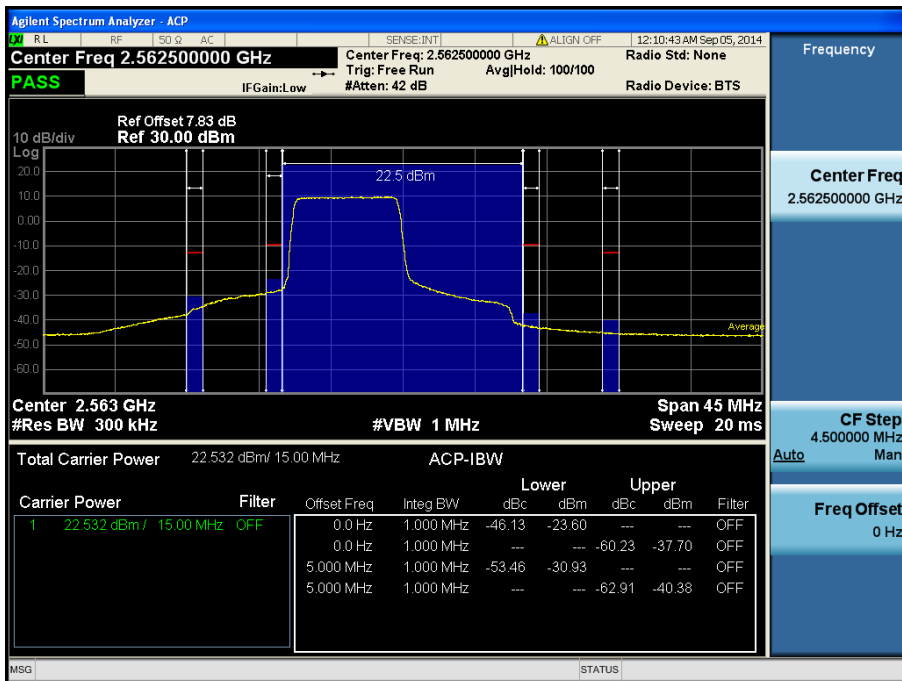 Agilent Spectrum Analyzer - ACP
LXI RL RF 50 Ω AC SENSE:INT ALIGN OFF 12:10:43 AM Sep 05, 2014
Center Freq 2.562500000 GHz
Center Freq: 2.562500000 GHz
Radio Std: None
Trig: Free Run Avg|Hold: 100/100
PASS
IFGain:Low
#Atten: 42 dB
Radio Device: BTS
Ref Offset 7.83 dB
10 dB/div Ref 30.00 dBm
Log
20.0
10.0
0.00
-10.0
-20.0
-30.0
-40.0
-50.0
-60.0
22.5 dBm
Average
Center 2.563 GHz
Span 45 MHz
#Res BW 300 kHz
#VBW 1 MHz
Sweep 20 ms
Total Carrier Power 22.532 dBm/ 15.00 MHz ACP-IBW
Lower Upper
Carrier Power Filter Offset Freq Integ BW dBc dBm dBc dBm Filter
1 22.532 dBm / 15.00 MHz OFF
0.0 Hz 1.000 MHz -46.13 -23.60 --- --- OFF
0.0 Hz 1.000 MHz --- --- -60.23 -37.70 OFF
5.000 MHz 1.000 MHz -53.46 -30.93 --- --- OFF
5.000 MHz 1.000 MHz --- --- -62.91 -40.38 OFF
MSG
STATUS
Frequency
Center Freq
2.562500000 GHz
CF Step
4.500000 MHz
Auto Man
Freq Offset
0 Hz